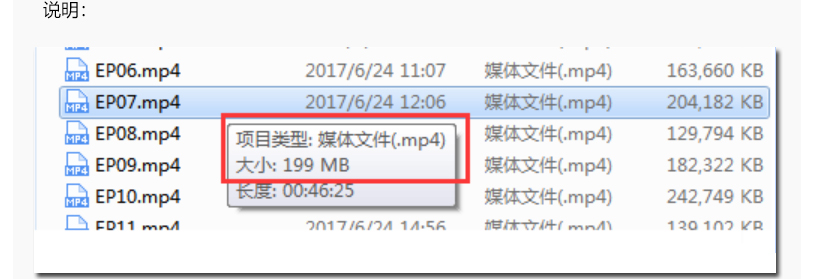 说明:
EP06.mp4 2017/6/24 11:07 媒体文件(.mp4) 163,660 KB
EP07.mp4 2017/6/24 12:06 媒体文件(.mp4) 204,182 KB
EP08.mp4 媒体文件(.mp4) 129,794 KB
项目类型: 媒体文件(.mp4)
EP09.mp4 媒体文件(.mp4) 182,322 KB
大小: 199 MB
EP10.mp4 媒体文件(.mp4) 242,749 KB
长度: 00:46:25
EP11.mp4 2017/6/24 14:56 媒体文件(.mp4) 139,102 KB